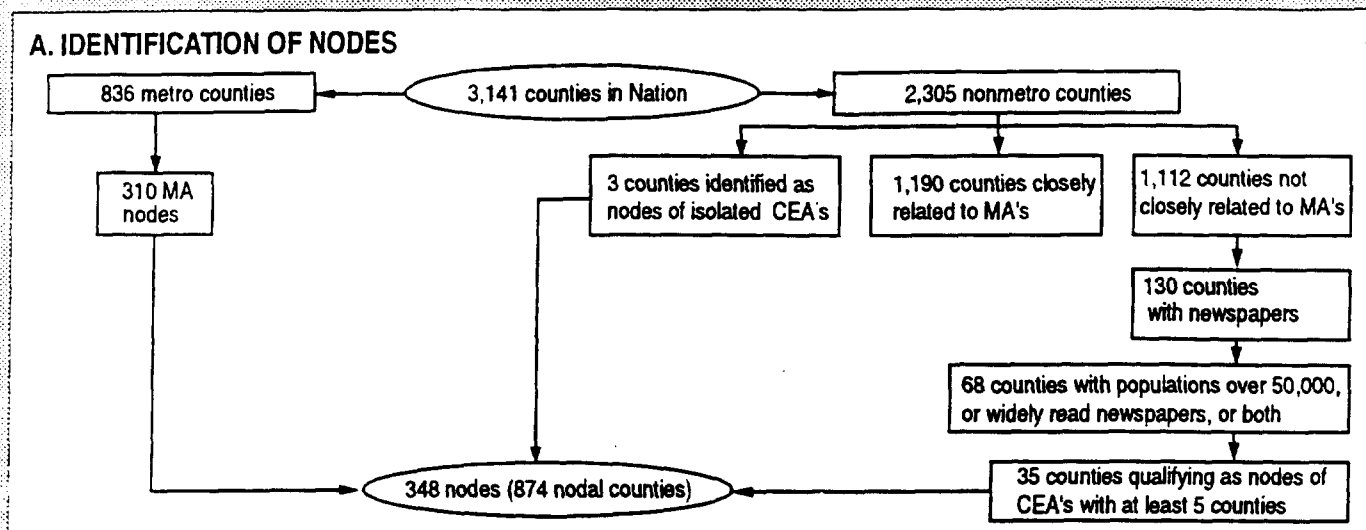 A. IDENTIFICATION OF NODES
836 metro counties
3,141 counties in Nation
2,305 nonmetro counties
310 MA
nodes
3 counties identified as
nodes of isolated CEA's
1,190 counties closely
related to MA's
1,112 counties not
closely related to MA's
130 counties
with newspapers
68 counties with populations over 50,000,
or widely read newspapers, or both
348 nodes (874 nodal counties)
35 counties qualifying as nodes of
CEA's with at least 5 counties